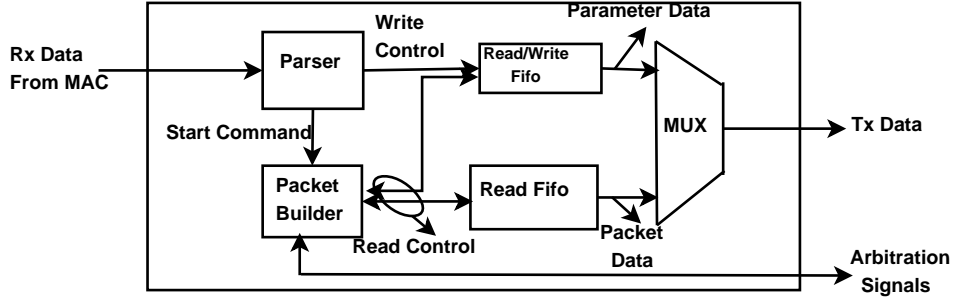 Parameter Data
Write
Control
Rx Data
From MAC
Parser
Read/Write
Fifo
MUX
Tx Data
Start Command
Packet
Builder
Read Fifo
Read Control
Packet
Data
Arbitration
Signals